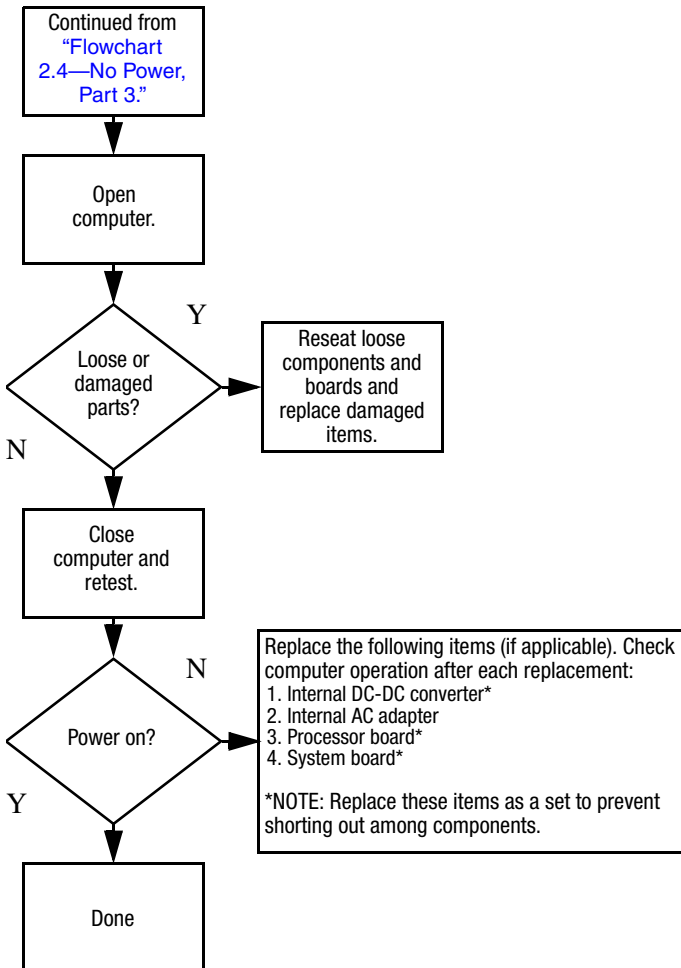 Continued from
“Flowchart
2.4—No Power,
Part 3.”
Open
computer.
Y
Loose or
damaged
parts?
Reseat loose
components and
boards and
replace damaged
items.
N
Close
computer and
retest.
N
Power on?
Replace the following items (if applicable). Check
computer operation after each replacement:
1. Internal DC-DC converter*
2. Internal AC adapter
3. Processor board*
4. System board*
*NOTE: Replace these items as a set to prevent
shorting out among components.
Y
Done